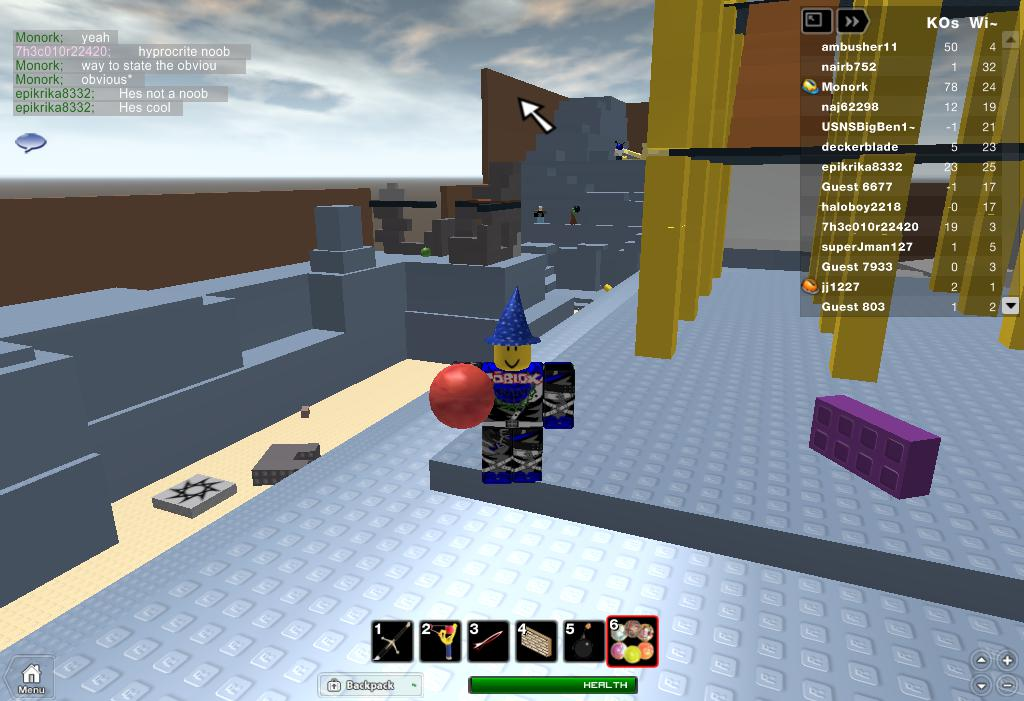 Monork; yeah
7h3c010r22420; hyprocrite noob
Monork; way to state the obviou
Monork; obvious*
epikrika8332; Hes not a noob
epikrika8332; Hes cool
KOs Wi~
ambusher11 50 4
nairb752 1 32
Monork 78 24
naj62298 12 19
USNSBigBen1~ -1 21
deckerblade 5 23
epikrika8332 23 25
Guest 6677 -1 17
haloboy2218 -0 17
7h3c010r22420 19 3
superJman127 1 5
Guest 7933 0 3
jj1227 2 1
Guest 803 1 2
ROBLOX
1 2 3 4 5 6
Menu
Backpack ~
HEALTH